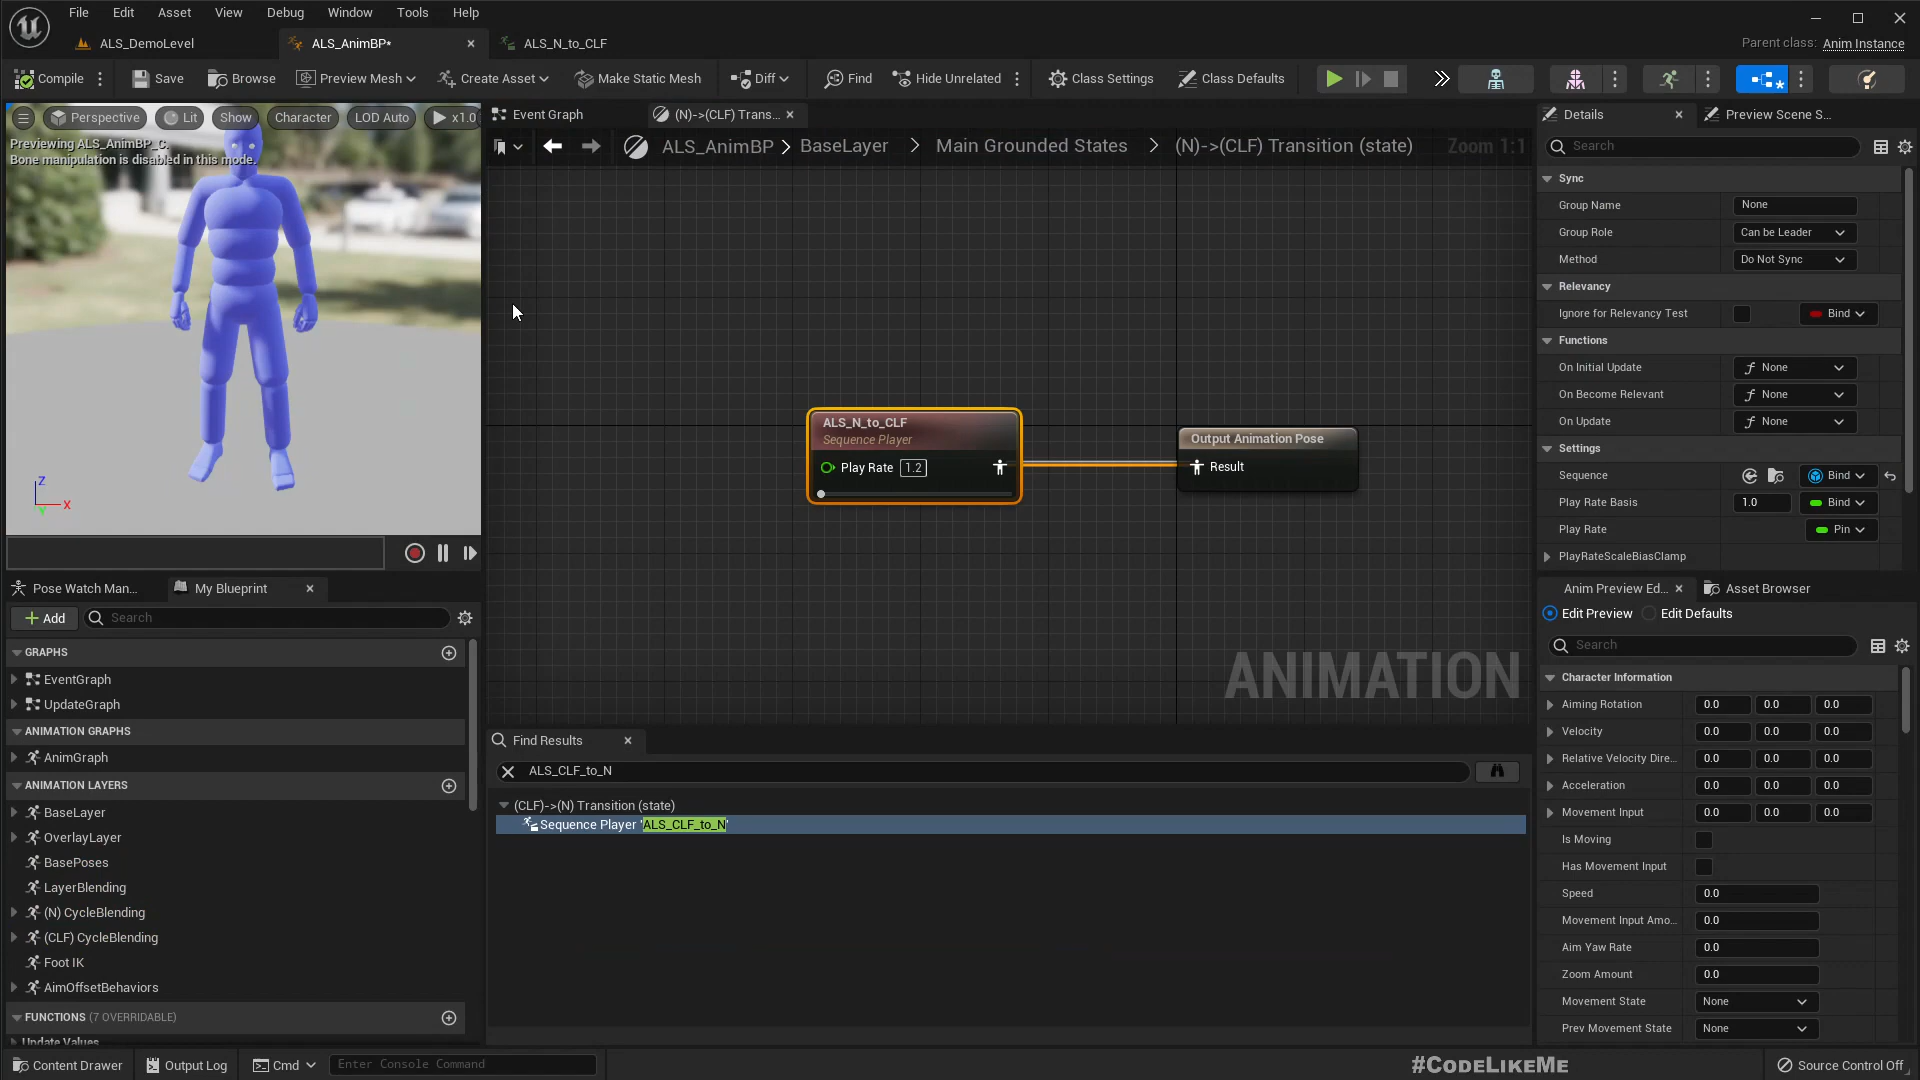 File Edit Asset View Debug Window Tools Help
ALS_DemoLevel ALS_AnimBP* ALS_N_to_CLF
Parent class: Anim Instance
Compile Save Browse Preview Mesh Create Asset Make Static Mesh Diff Find Hide Unrelated Class Settings Class Defaults
Perspective Lit Show Character LOD Auto x1.0
Previewing ALS_AnimBP_C.
Bone manipulation is disabled in this mode.
Z
X
Y
Event Graph (N)->(CLF) Trans...
ALS_AnimBP > BaseLayer > Main Grounded States > (N)->(CLF) Transition (state) Zoom 1:1
ALS_N_to_CLF
Sequence Player
Play Rate 1.2
Output Animation Pose
Result
ANIMATION
Details Preview Scene S...
Search
Sync
Group Name None
Group Role Can be Leader
Method Do Not Sync
Relevancy
Ignore for Relevancy Test Bind
Functions
On Initial Update None
On Become Relevant None
On Update None
Settings
Sequence Bind
Play Rate Basis 1.0 Bind
Play Rate Pin
PlayRateScaleBiasClamp
Pose Watch Man... My Blueprint
Add Search
GRAPHS
EventGraph
UpdateGraph
ANIMATION GRAPHS
AnimGraph
ANIMATION LAYERS
BaseLayer
OverlayLayer
BasePoses
LayerBlending
(N) CycleBlending
(CLF) CycleBlending
Foot IK
AimOffsetBehaviors
FUNCTIONS (7 OVERRIDABLE)
Update Values
Find Results
ALS_CLF_to_N
(CLF)->(N) Transition (state)
Sequence Player 'ALS_CLF_to_N'
Anim Preview Ed... Asset Browser
Edit Preview Edit Defaults
Search
Character Information
Aiming Rotation 0.0 0.0 0.0
Velocity 0.0 0.0 0.0
Relative Velocity Dire... 0.0 0.0 0.0
Acceleration 0.0 0.0 0.0
Movement Input 0.0 0.0 0.0
Is Moving
Has Movement Input
Speed 0.0
Movement Input Amo... 0.0
Aim Yaw Rate 0.0
Zoom Amount 0.0
Movement State None
Prev Movement State None
Content Drawer Output Log Cmd Enter Console Command
#CodeLikeMe
Source Control Off